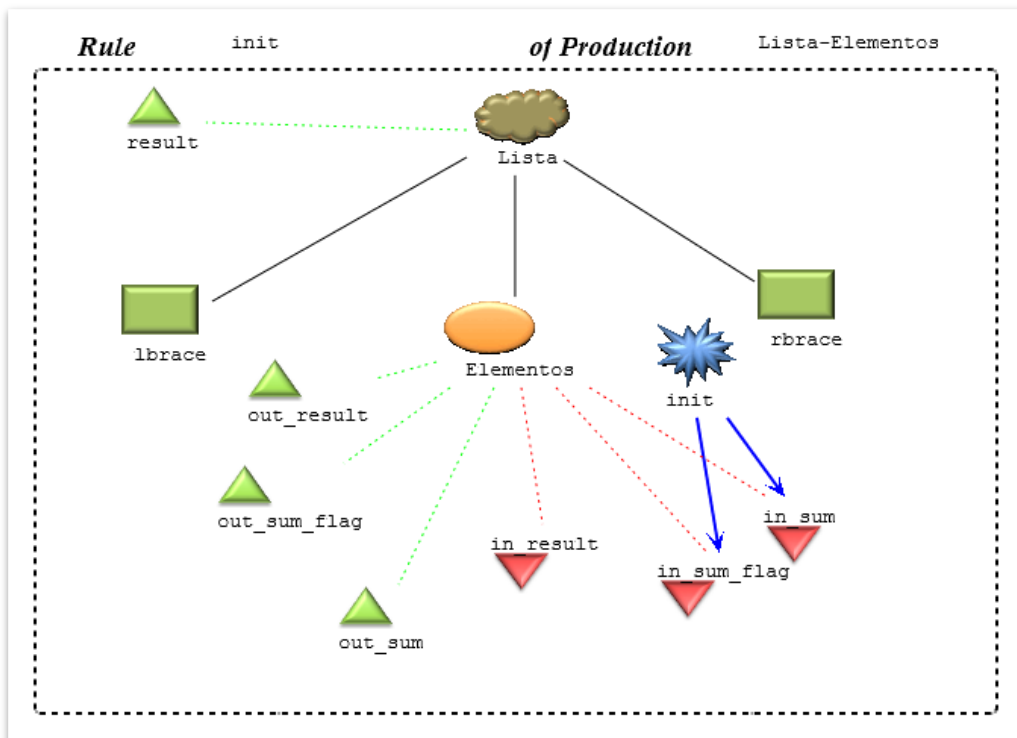 Rule init of Production Lista-Elementos
result
Lista
lbrace
rbrace
Elementos
init
out_result
out_sum_flag
in_sum
in_result
in_sum_flag
out_sum